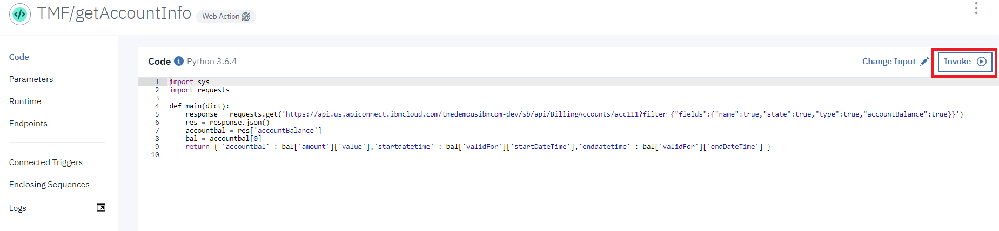 TMF/getAccountInfo
Web Action
Code
Parameters
Runtime
Endpoints
Connected Triggers
Enclosing Sequences
Logs
Code i Python 3.6.4
Change Input
Invoke
1 import sys
2 import requests
3
4 def main(dict):
5     response = requests.get('https://api.us.apiconnect.ibmcloud.com/tmedemousibmcom-dev/sb/api/BillingAccounts/acc111?filter={"fields":{"name":true,"state":true,"type":true,"accountBalance":true}}')
6     res = response.json()
7     accountbal = res['accountBalance']
8     bal = accountbal[0]
9     return { 'accountbal' : bal['amount']['value'],'startdatetime' : bal['validFor']['startDateTime'],'enddatetime' : bal['validFor']['endDateTime'] }
10